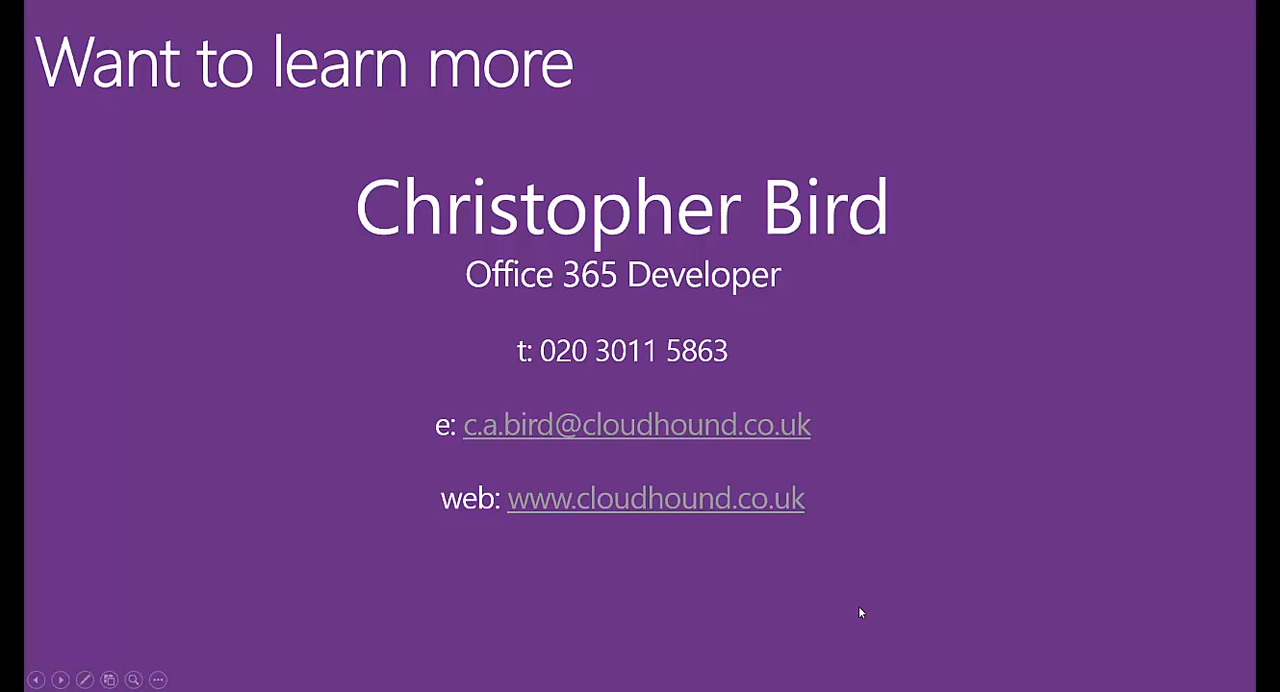 Want to learn more
Christopher Bird
Office 365 Developer
t: 020 3011 5863
e: c.a.bird@cloudhound.co.uk
web: www.cloudhound.co.uk